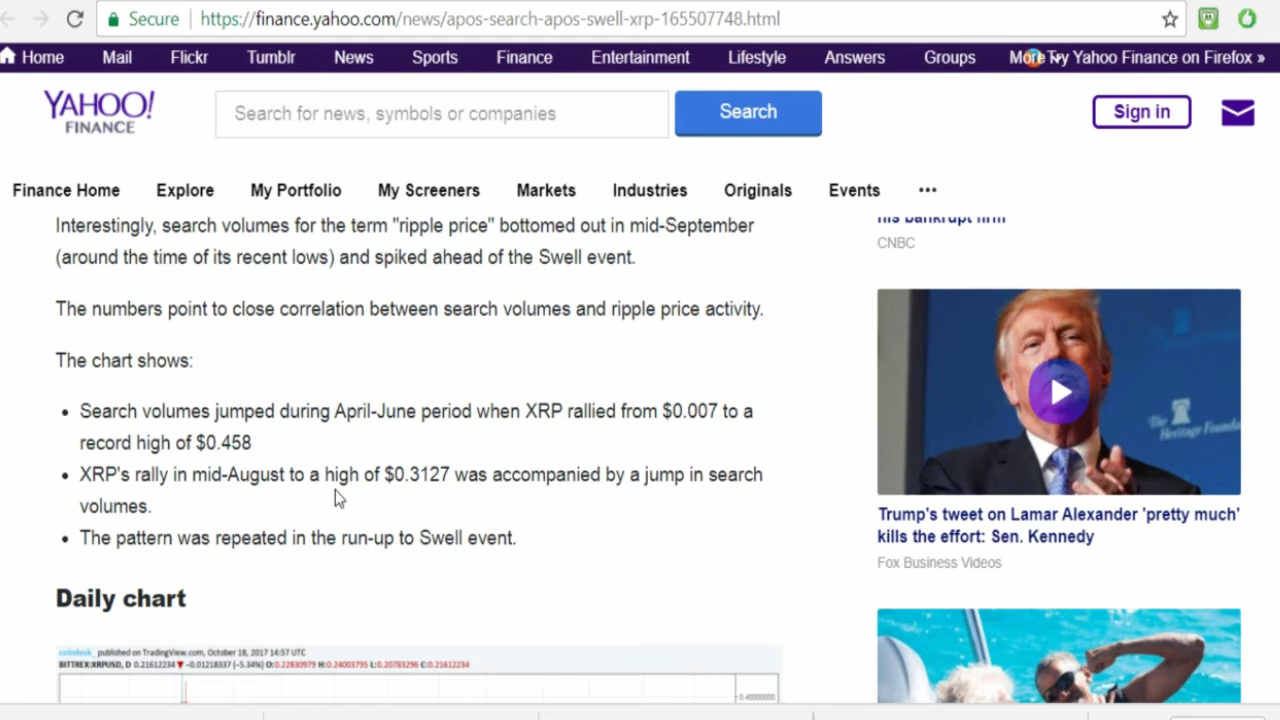 Secure https://finance.yahoo.com/news/apos-search-apos-swell-xrp-165507748.html
Home Mail Flickr Tumblr News Sports Finance Entertainment Lifestyle Answers Groups More Try Yahoo Finance on Firefox »
YAHOO!
FINANCE
Search for news, symbols or companies
Search
Sign in
Finance Home Explore My Portfolio My Screeners Markets Industries Originals Events •••
Interestingly, search volumes for the term "ripple price" bottomed out in mid-September
(around the time of its recent lows) and spiked ahead of the Swell event.
The numbers point to close correlation between search volumes and ripple price activity.
The chart shows:
• Search volumes jumped during April-June period when XRP rallied from $0.007 to a
record high of $0.458
• XRP's rally in mid-August to a high of $0.3127 was accompanied by a jump in search
volumes.
• The pattern was repeated in the run-up to Swell event.
Daily chart
coindesk_ published on TradingView.com, October 18, 2017 14:57 UTC
BITTREX:XRPUSD, D 0.21612234 ▼ −0.01218337 (−5.34%) O:0.22830979 H:0.24003795 L:0.20783296 C:0.21612234
0.40000000
his bankrupt firm
CNBC
The Heritage Founda
Trump's tweet on Lamar Alexander 'pretty much'
kills the effort: Sen. Kennedy
Fox Business Videos